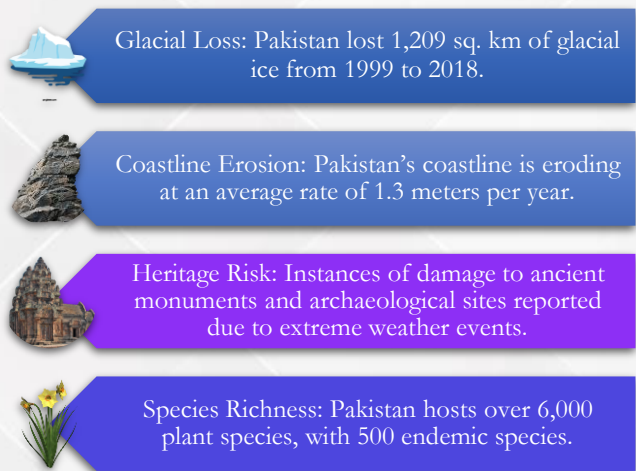 Glacial Loss: Pakistan lost 1,209 sq. km of glacial
ice from 1999 to 2018.
Coastline Erosion: Pakistan’s coastline is eroding
at an average rate of 1.3 meters per year.
Heritage Risk: Instances of damage to ancient
monuments and archaeological sites reported
due to extreme weather events.
Species Richness: Pakistan hosts over 6,000
plant species, with 500 endemic species.